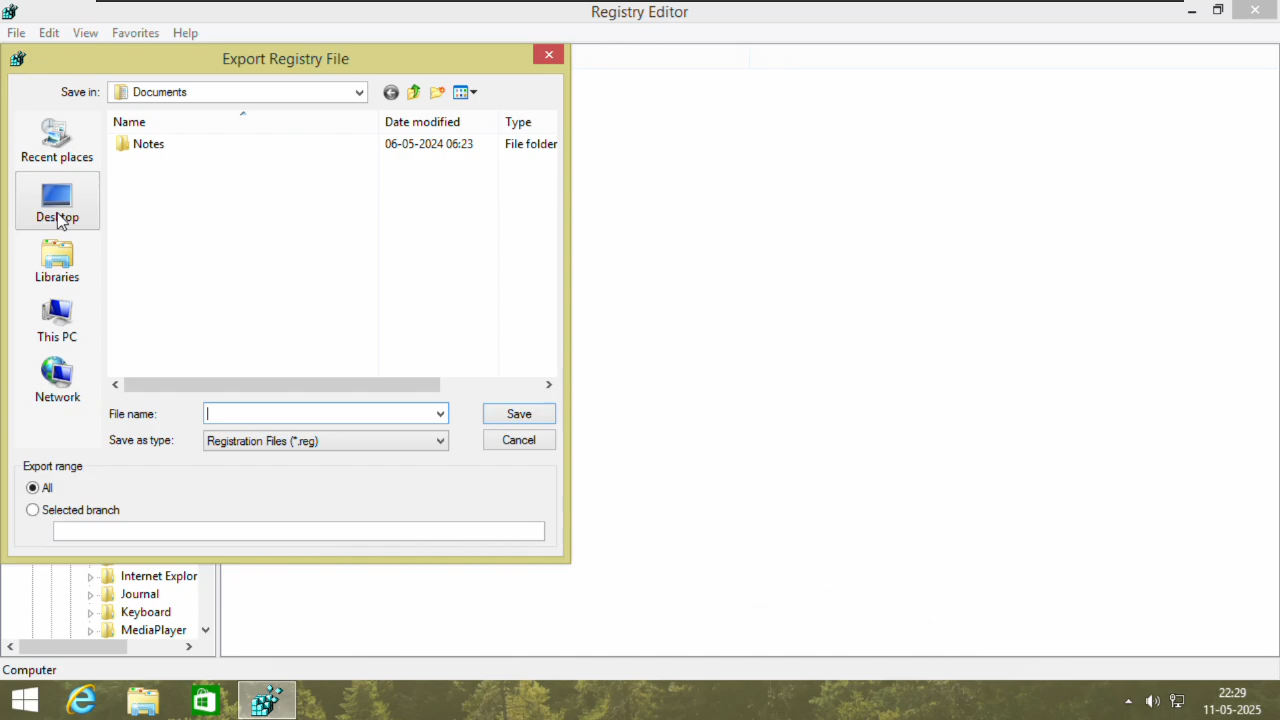 Registry Editor
File Edit View Favorites Help
Export Registry File
Save in: Documents
Name Date modified Type
Notes 06-05-2024 06:23 File folder
Recent places
Desktop
Libraries
This PC
Network
File name: Save
Save as type: Registration Files (*.reg) Cancel
Export range
All
Selected branch
Internet Explor
Journal
Keyboard
MediaPlayer
Computer
22:29
11-05-2025